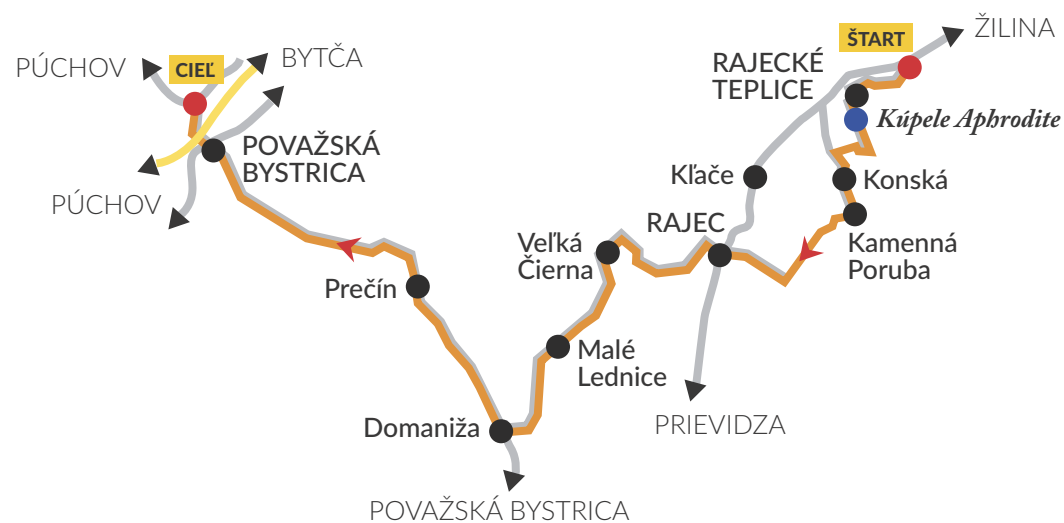 PÚCHOV
CIEĽ
BYTČA
POVAŽSKÁ
BYSTRICA
PÚCHOV
ŠTART
ŽILINA
RAJECKÉ
TEPLICE
Kúpele Aphrodite
Kľače
Konská
RAJEC
Kamenná
Poruba
Veľká
Čierna
Prečín
Malé
Lednice
Domaniža
PRIEVIDZA
POVAŽSKÁ BYSTRICA